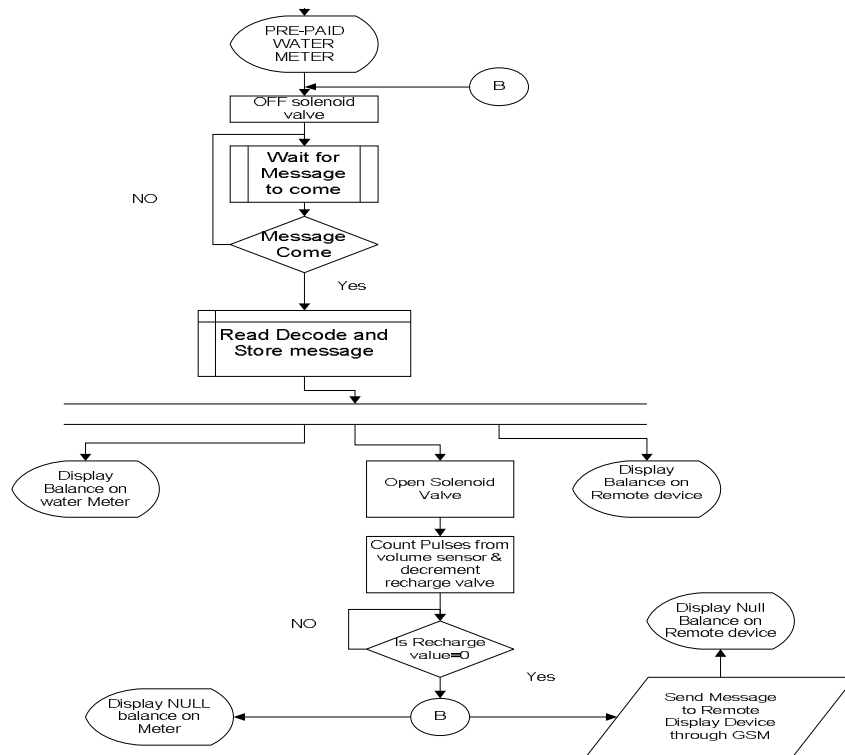 PRE-PAID
WATER
METER
B
OFF solenoid
valve
Wait for
Message
to come
NO
Message
Come
Yes
Read Decode and
Store message
Display
Balance on
water Meter
Open Solenoid
Valve
Display
Balance on
Remote device
Count Pulses from
volume sensor &
decrement
recharge valve
Display Null
Balance on
Remote device
NO
Is Recharge
value=0
Yes
Display NULL
balance on
Meter
B
Send Message
to Remote
Display Device
through GSM